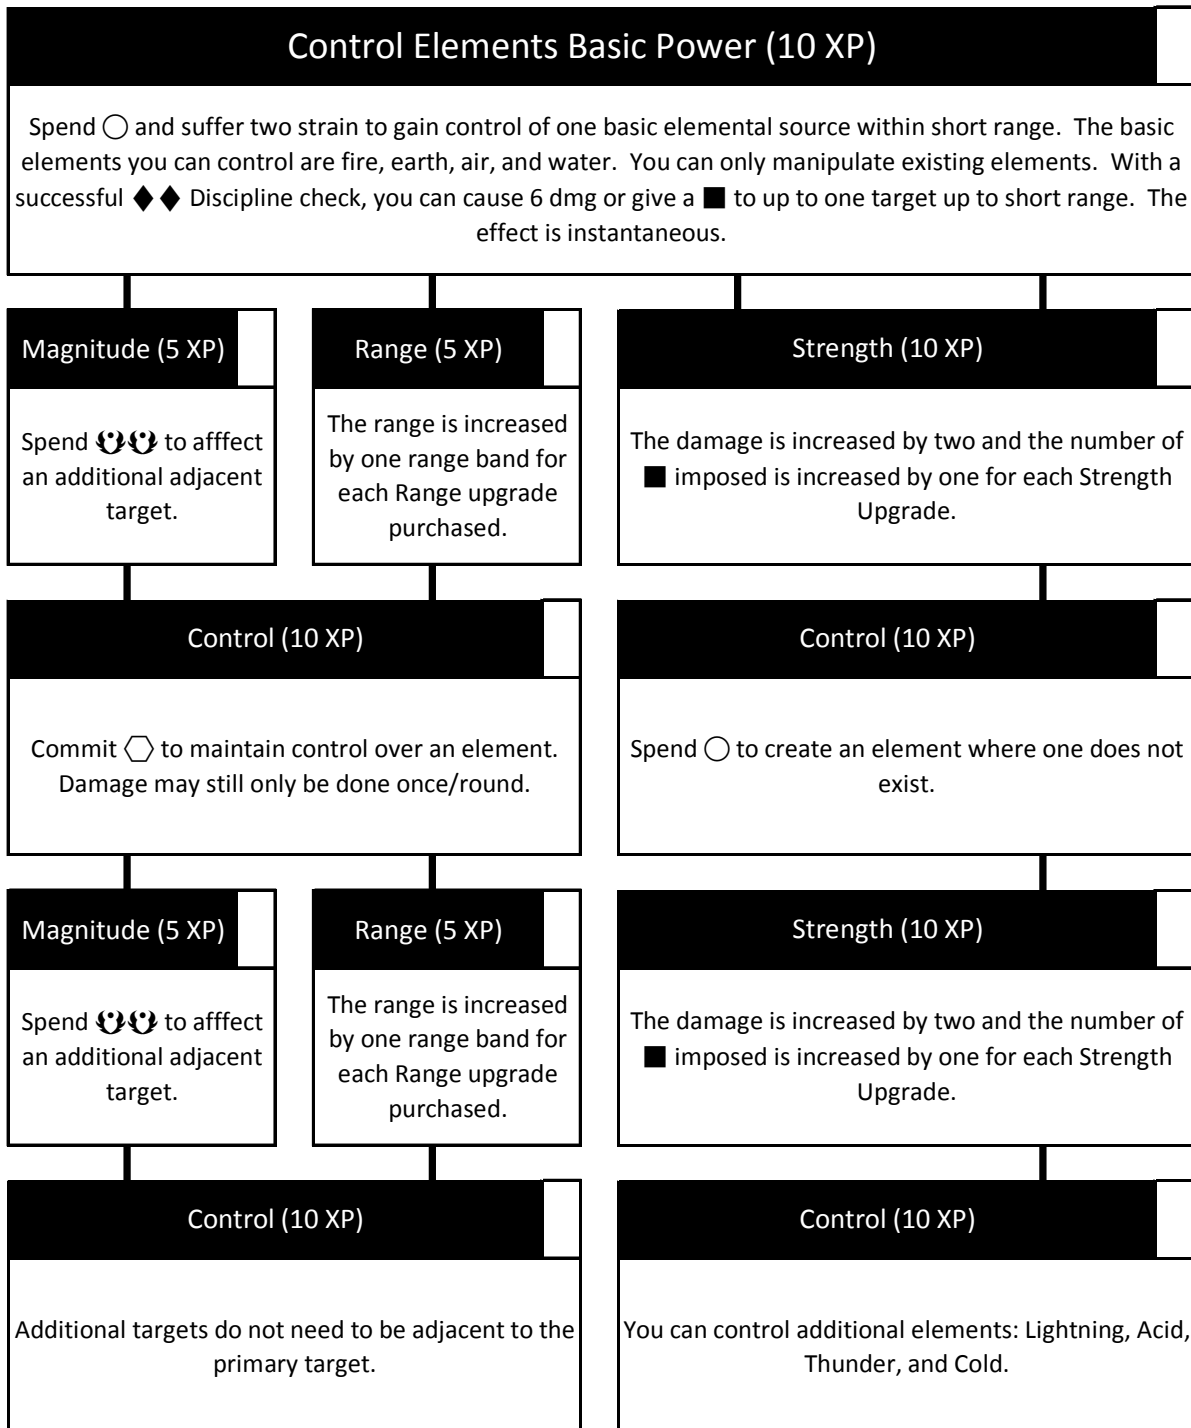 Control Elements Basic Power (10 XP)
Spend ○ and suffer two strain to gain control of one basic elemental source within short range. The basic
elements you can control are fire, earth, air, and water. You can only manipulate existing elements. With a
successful ◆ ◆ Discipline check, you can cause 6 dmg or give a ■ to up to one target up to short range. The
effect is instantaneous.
Magnitude (5 XP)
Spend to afffect
an additional adjacent
target.
Range (5 XP)
The range is increased
by one range band for
each Range upgrade
purchased.
Strength (10 XP)
The damage is increased by two and the number of
■ imposed is increased by one for each Strength
Upgrade.
Control (10 XP)
Commit ⬡ to maintain control over an element.
Damage may still only be done once/round.
Control (10 XP)
Spend ○ to create an element where one does not
exist.
Magnitude (5 XP)
Spend to afffect
an additional adjacent
target.
Range (5 XP)
The range is increased
by one range band for
each Range upgrade
purchased.
Strength (10 XP)
The damage is increased by two and the number of
■ imposed is increased by one for each Strength
Upgrade.
Control (10 XP)
Additional targets do not need to be adjacent to the
primary target.
Control (10 XP)
You can control additional elements: Lightning, Acid,
Thunder, and Cold.